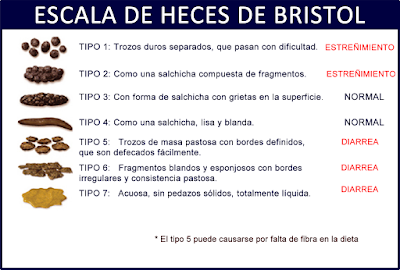 ESCALA DE HECES DE BRISTOL
TIPO 1: Trozos duros separados, que pasan con dificultad. ESTREÑIMIENTO
TIPO 2: Como una salchicha compuesta de fragmentos. ESTREÑIMIENTO
TIPO 3: Con forma de salchicha con grietas en la superficie. NORMAL
TIPO 4: Como una salchicha, lisa y blanda. NORMAL
TIPO 5: Trozos de masa pastosa con bordes definidos, DIARREA
que son defecados fácilmente.
TIPO 6: Fragmentos blandos y esponjosos con bordes DIARREA
irregulares y consistencia pastosa.
TIPO 7: Acuosa, sin pedazos sólidos, totalmente líquida. DIARREA
* El tipo 5 puede causarse por falta de fibra en la dieta